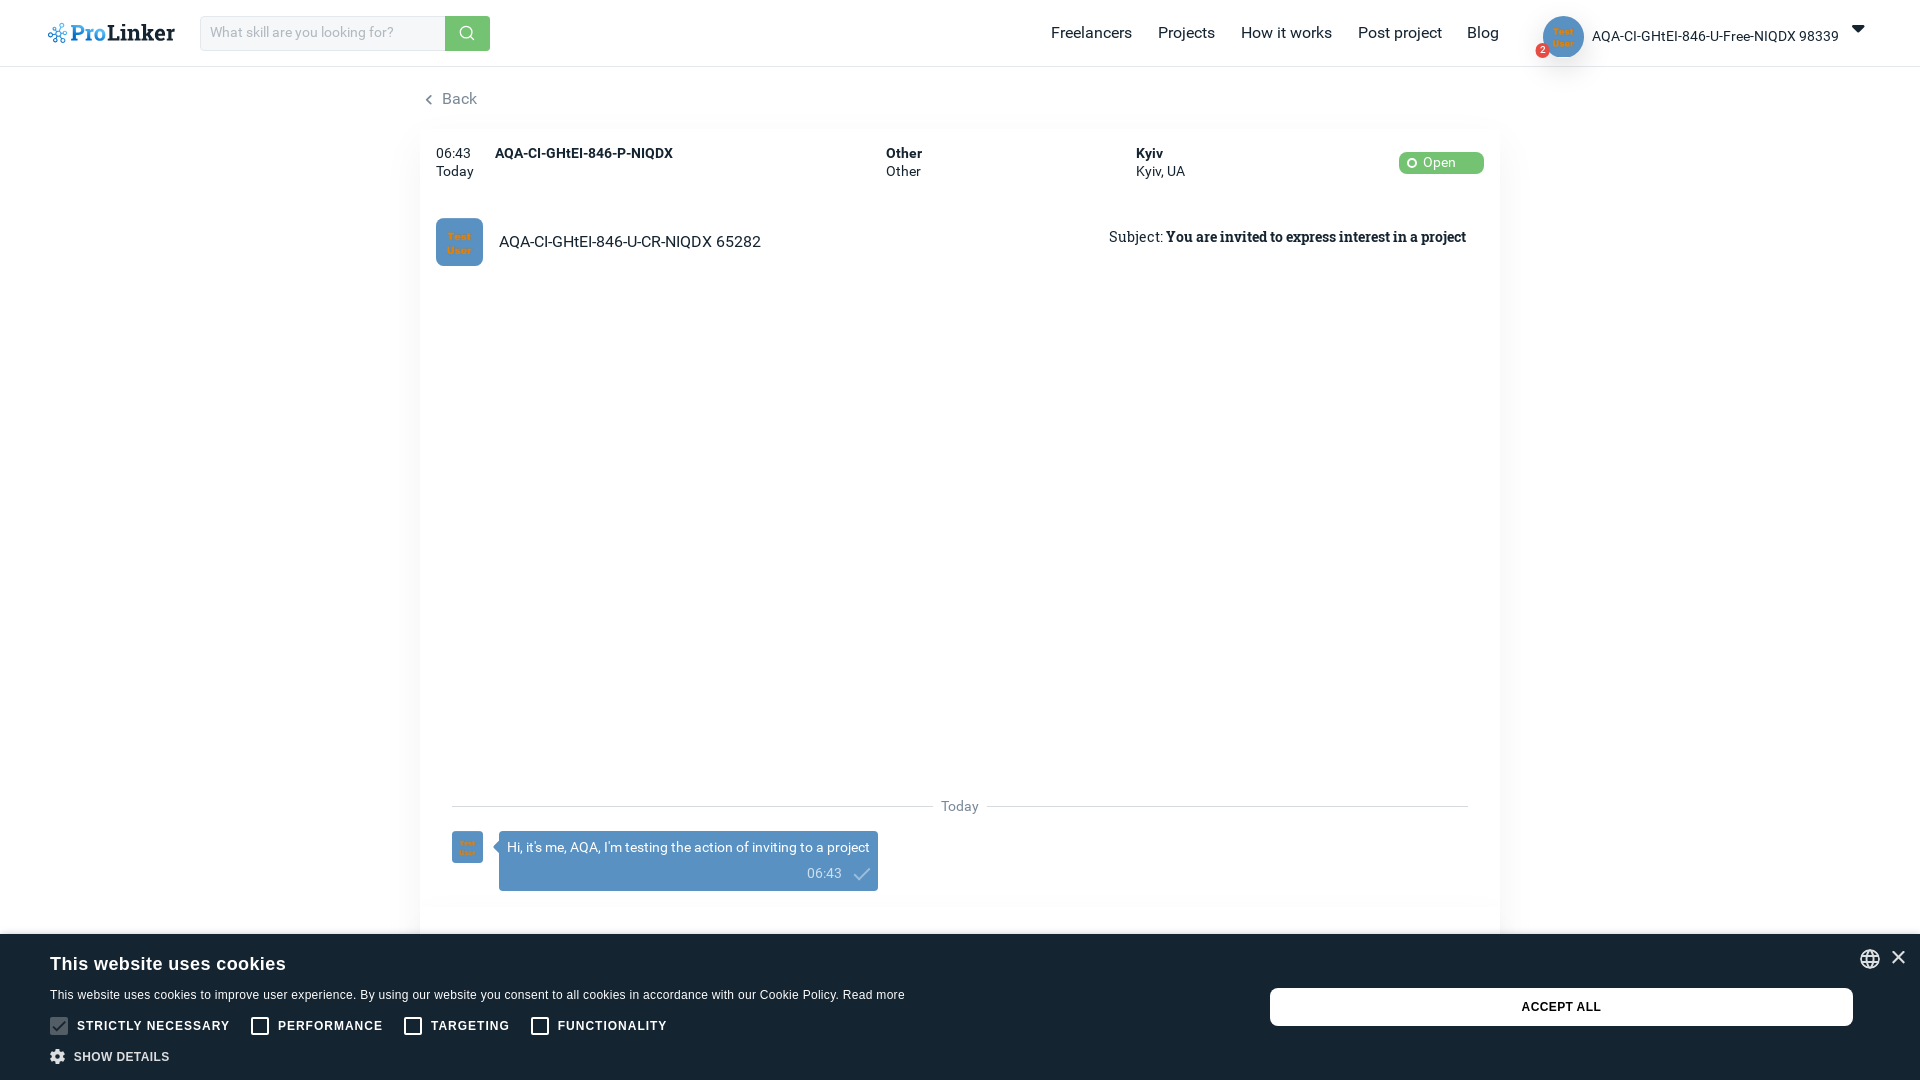 ProLinker
What skill are you looking for?
Freelancers
Projects
How it works
Post project
Blog
Test
User
2
AQA-CI-GHtEI-846-U-Free-NIQDX 98339
Back
06:43
Today
AQA-CI-GHtEI-846-P-NIQDX
Other
Other
Kyiv
Kyiv, UA
Open
Test
User
AQA-CI-GHtEI-846-U-CR-NIQDX 65282
Subject: You are invited to express interest in a project
Today
Test
User
Hi, it's me, AQA, I'm testing the action of inviting to a project
06:43
This website uses cookies
This website uses cookies to improve user experience. By using our website you consent to all cookies in accordance with our Cookie Policy. Read more
STRICTLY NECESSARY
PERFORMANCE
TARGETING
FUNCTIONALITY
SHOW DETAILS
ACCEPT ALL